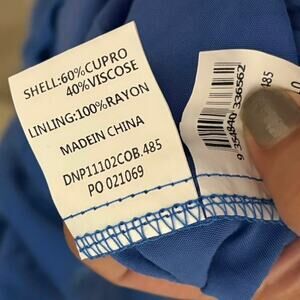 SHELL:60%CUPRO
40%VISCOSE
LINLING:100%RAYON
MADEIN CHINA
DNP11102COB.485
PO 021069
9 354840 336562
.485